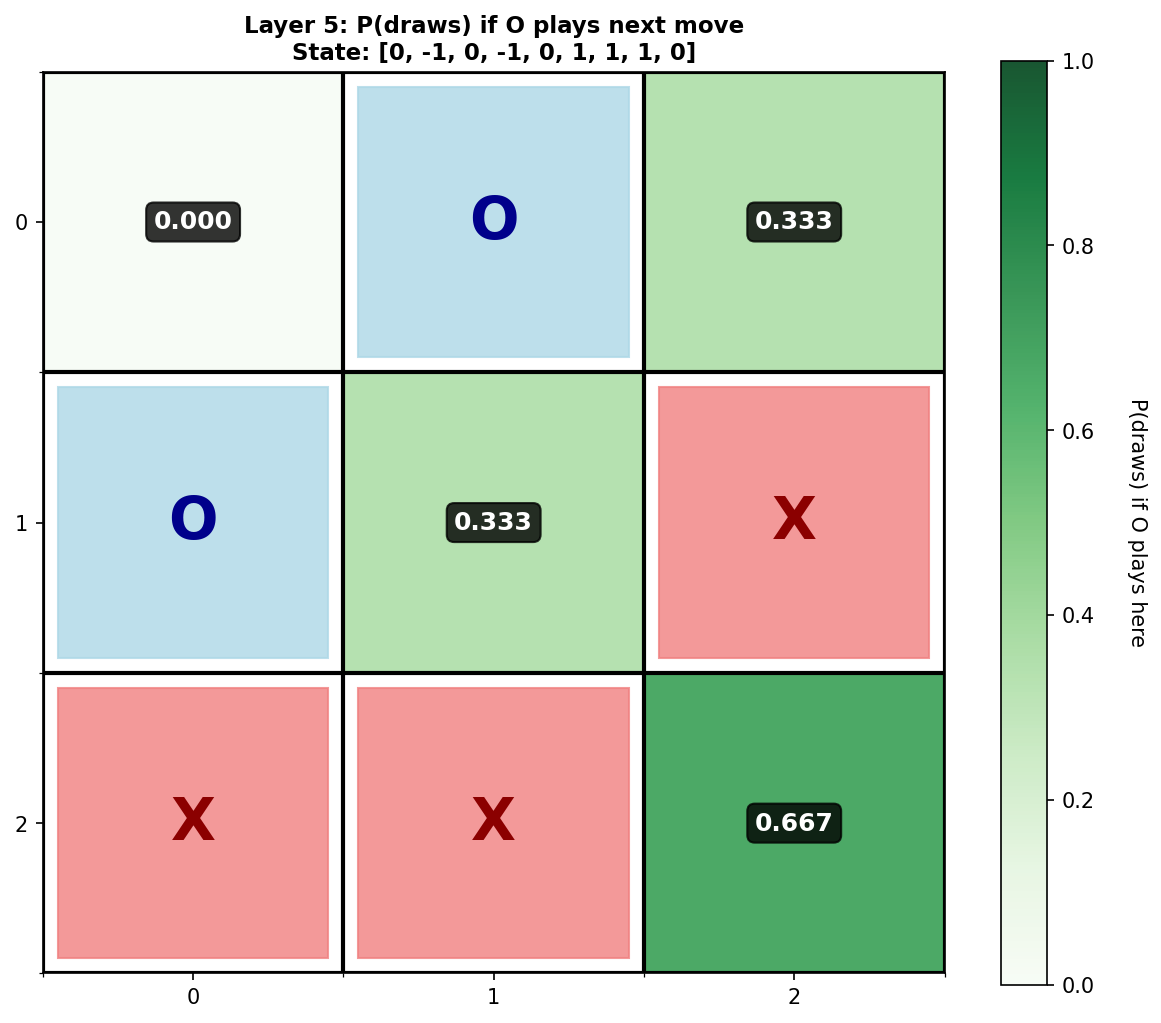 Layer 5: P(draws) if O plays next move
State: [0, -1, 0, -1, 0, 1, 1, 1, 0]
0.000
O
0.333
O
0.333
X
X
X
0.667
0
1
2
0
1
2
1.0
0.8
0.6
0.4
0.2
0.0
P(draws) if O plays here